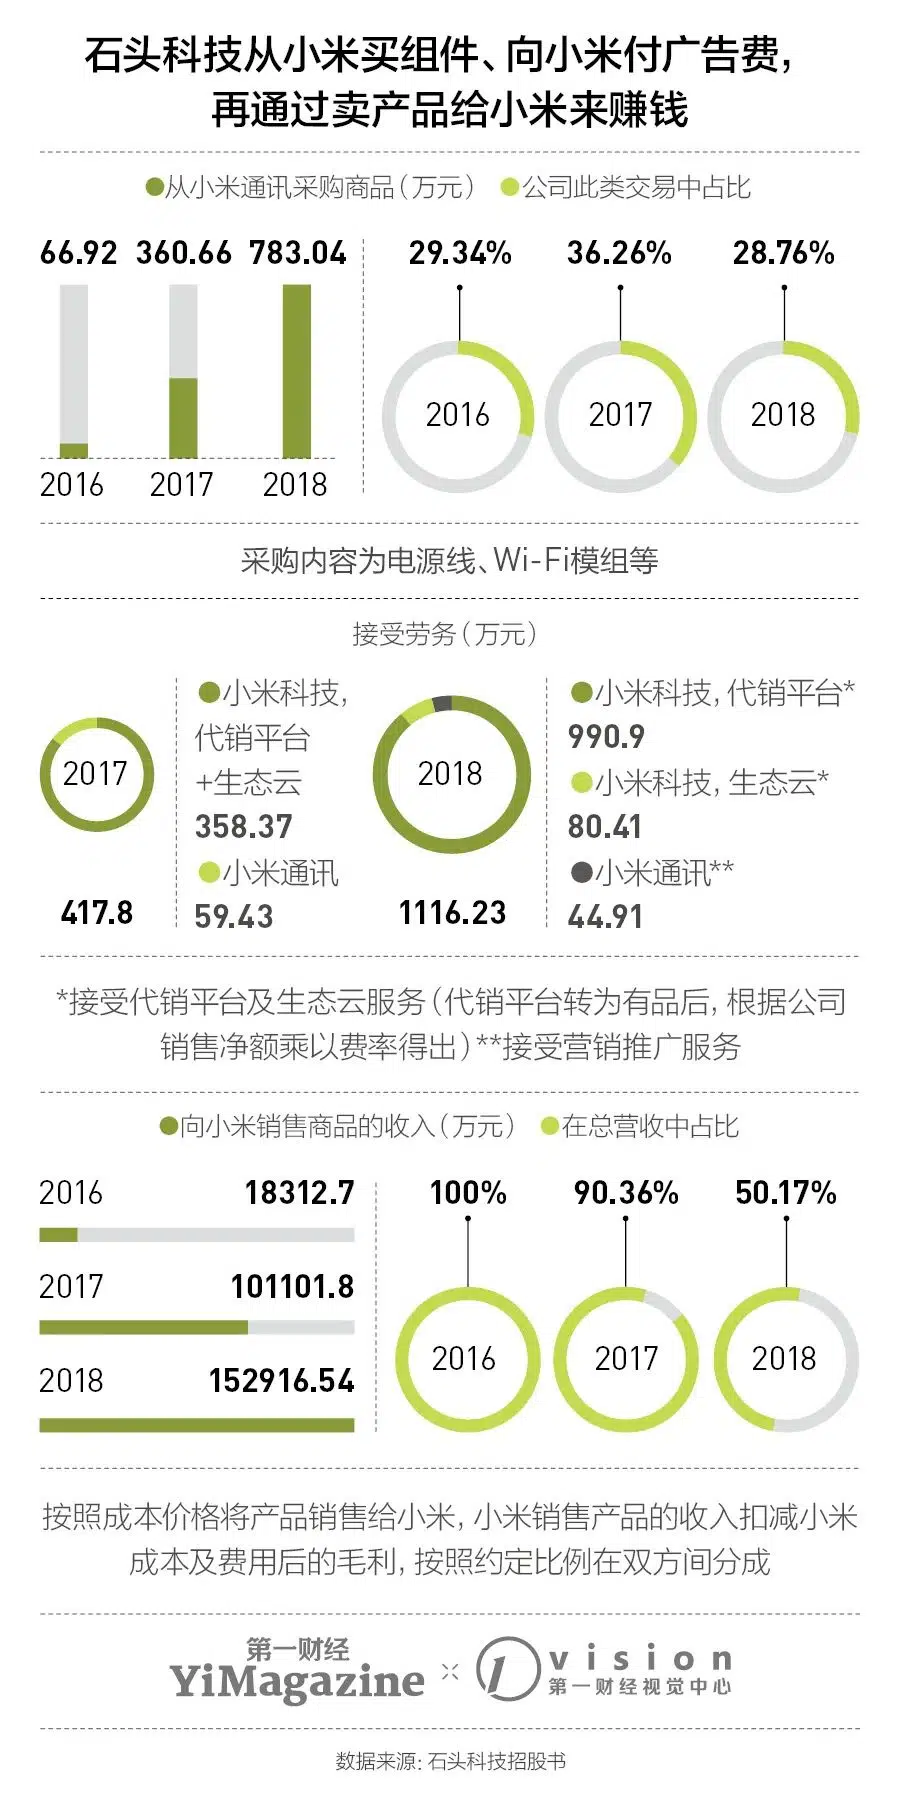 石头科技从小米买组件、向小米付广告费，
再通过卖产品给小米来赚钱
●从小米通讯采购商品（万元） ●公司此类交易中占比
66.92 360.66 783.04
2016 2017 2018
29.34% 36.26% 28.76%
2016 2017 2018
采购内容为电源线、Wi-Fi模组等
接受劳务（万元）
2017
417.8
●小米科技，
代销平台
+生态云
358.37
●小米通讯
59.43
2018
1116.23
●小米科技，代销平台*
990.9
●小米科技，生态云*
80.41
●小米通讯**
44.91
*接受代销平台及生态云服务（代销平台转为有品后，根据公司
销售净额乘以费率得出）**接受营销推广服务
●向小米销售商品的收入（万元） ●在总营收中占比
2016 18312.7
2017 101101.8
2018 152916.54
100% 90.36% 50.17%
2016 2017 2018
按照成本价格将产品销售给小米，小米销售产品的收入扣减小米
成本及费用后的毛利，按照约定比例在双方间分成
第一财经
YiMagazine
vision
第一财经视觉中心
数据来源：石头科技招股书